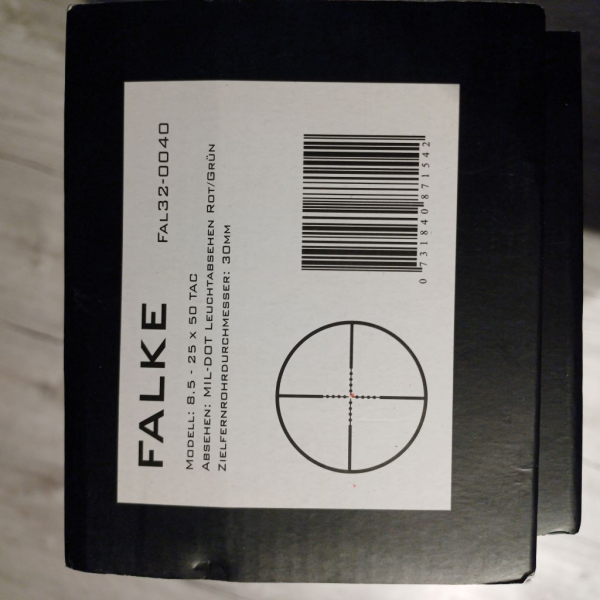 FALKE
FAL32-0040
MODELL: 8.5 - 25 X 50 TAC
ABSEHEN: MIL-DOT LEUCHTABSEHEN ROT/GRÜN
ZIELFERNROHRDURCHMESSER: 30MM
0 731840 871542